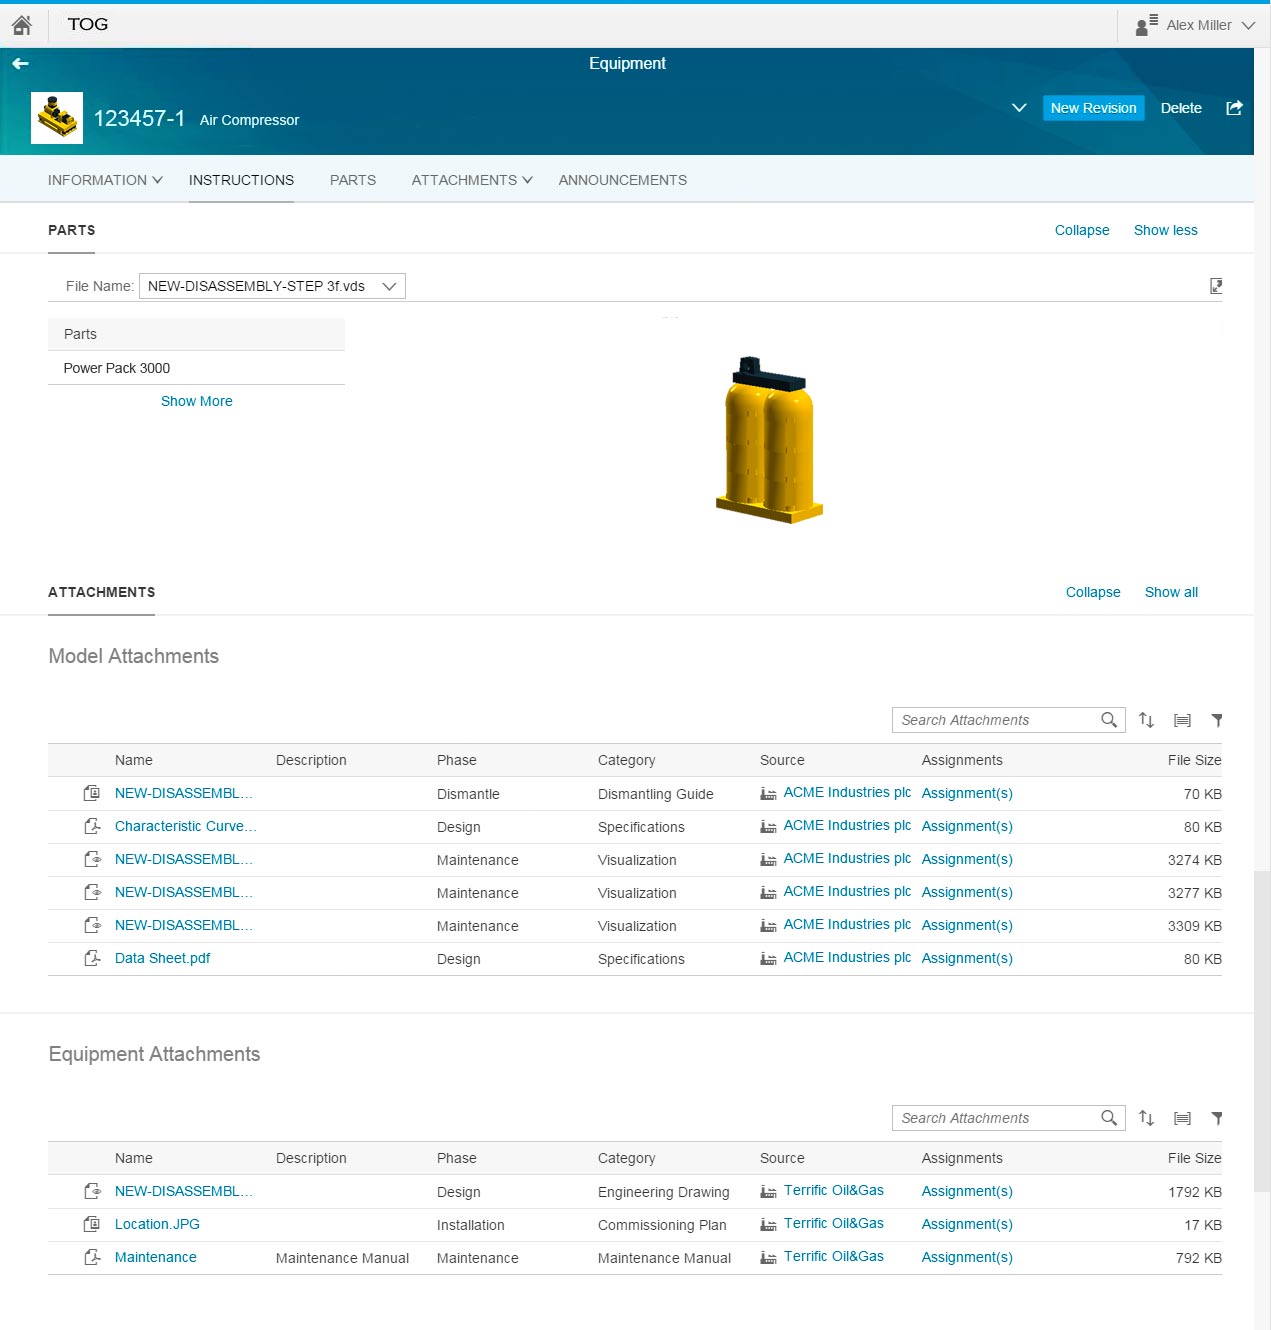 TOG Alex Miller
Equipment
123457-1 Air Compressor New Revision Delete
INFORMATION INSTRUCTIONS PARTS ATTACHMENTS ANNOUNCEMENTS
PARTS Collapse Show less
File Name: NEW-DISASSEMBLY-STEP 3f.vds
Parts
Power Pack 3000
Show More
ATTACHMENTS Collapse Show all
Model Attachments
Search Attachments
Name Description Phase Category Source Assignments File Size
NEW-DISASSEMBL... Dismantle Dismantling Guide ACME Industries plc Assignment(s) 70 KB
Characteristic Curve... Design Specifications ACME Industries plc Assignment(s) 80 KB
NEW-DISASSEMBL... Maintenance Visualization ACME Industries plc Assignment(s) 3274 KB
NEW-DISASSEMBL... Maintenance Visualization ACME Industries plc Assignment(s) 3277 KB
NEW-DISASSEMBL... Maintenance Visualization ACME Industries plc Assignment(s) 3309 KB
Data Sheet.pdf Design Specifications ACME Industries plc Assignment(s) 80 KB
Equipment Attachments
Search Attachments
Name Description Phase Category Source Assignments File Size
NEW-DISASSEMBL... Design Engineering Drawing Terrific Oil&Gas Assignment(s) 1792 KB
Location.JPG Installation Commissioning Plan Terrific Oil&Gas Assignment(s) 17 KB
Maintenance Maintenance Manual Maintenance Maintenance Manual Terrific Oil&Gas Assignment(s) 792 KB